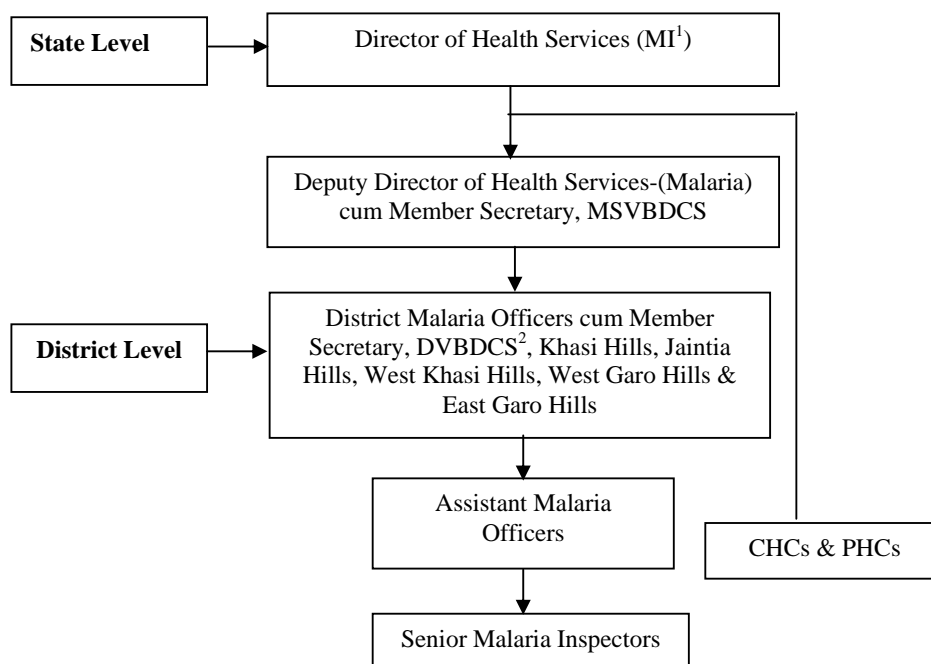 State Level
Director of Health Services (MI¹)
Deputy Director of Health Services-(Malaria)
cum Member Secretary, MSVBDCS
District Level
District Malaria Officers cum Member
Secretary, DVBDCS², Khasi Hills, Jaintia
Hills, West Khasi Hills, West Garo Hills &
East Garo Hills
Assistant Malaria
Officers
CHCs & PHCs
Senior Malaria Inspectors